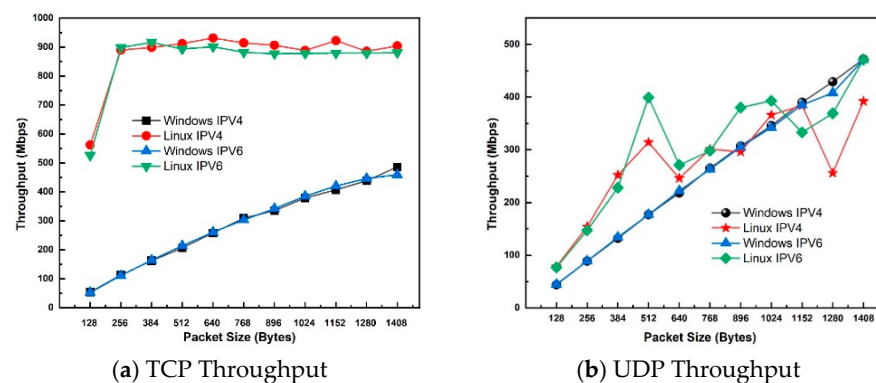 1000
900
800
700
600
500
400
300
200
100
0
Throughput (Mbps)
Windows IPV4
Linux IPV4
Windows IPV6
Linux IPV6
128 256 384 512 640 768 896 1024 1152 1280 1408
Packet Size (Bytes)
(a) TCP Throughput
500
400
300
200
100
0
Throughput (Mbps)
Windows IPV4
Linux IPV4
Windows IPV6
Linux IPV6
128 256 384 512 640 768 896 1024 1152 1280 1408
Packet Size (Bytes)
(b) UDP Throughput